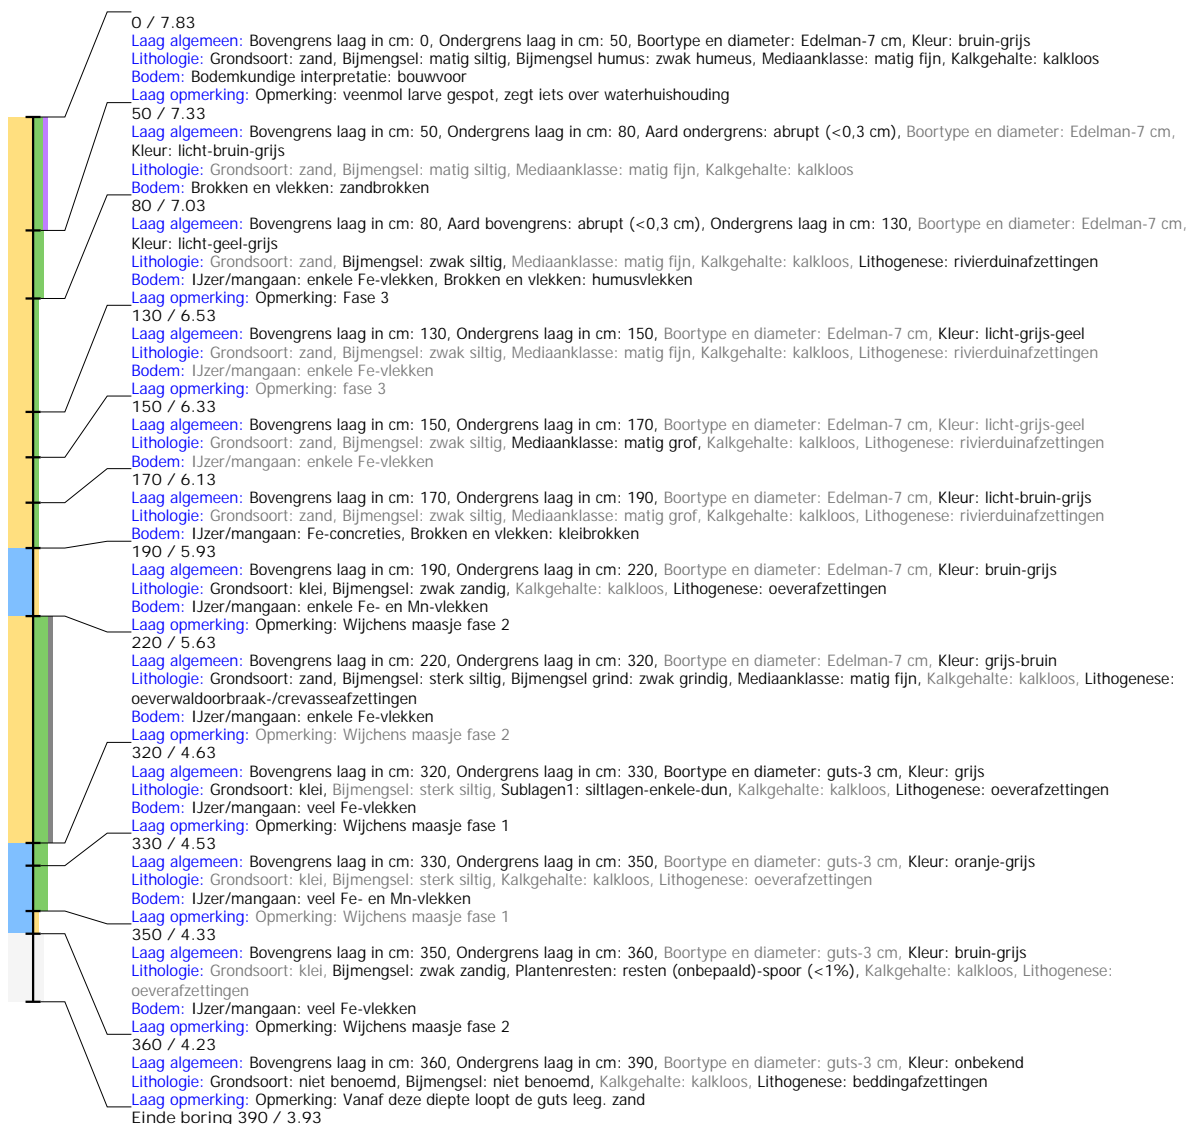 0 / 7.83
Laag algemeen: Bovengrens laag in cm: 0, Ondergrens laag in cm: 50, Boortype en diameter: Edelman-7 cm, Kleur: bruin-grijs
Lithologie: Grondsoort: zand, Bijmengsel: matig siltig, Bijmengsel humus: zwak humeus, Mediaanklasse: matig fijn, Kalkgehalte: kalkloos
Bodem: Bodemkundige interpretatie: bouwvoor
Laag opmerking: Opmerking: veenmol larve gespot, zegt iets over waterhuishouding
50 / 7.33
Laag algemeen: Bovengrens laag in cm: 50, Ondergrens laag in cm: 80, Aard ondergrens: abrupt (<0,3 cm), Boortype en diameter: Edelman-7 cm,
Kleur: licht-bruin-grijs
Lithologie: Grondsoort: zand, Bijmengsel: matig siltig, Mediaanklasse: matig fijn, Kalkgehalte: kalkloos
Bodem: Brokken en vlekken: zandbrokken
80 / 7.03
Laag algemeen: Bovengrens laag in cm: 80, Aard bovengrens: abrupt (<0,3 cm), Ondergrens laag in cm: 130, Boortype en diameter: Edelman-7 cm,
Kleur: licht-geel-grijs
Lithologie: Grondsoort: zand, Bijmengsel: zwak siltig, Mediaanklasse: matig fijn, Kalkgehalte: kalkloos, Lithogenese: rivierduinafzettingen
Bodem: IJzer/mangaan: enkele Fe-vlekken, Brokken en vlekken: humusvlekken
Laag opmerking: Opmerking: Fase 3
130 / 6.53
Laag algemeen: Bovengrens laag in cm: 130, Ondergrens laag in cm: 150, Boortype en diameter: Edelman-7 cm, Kleur: licht-grijs-geel
Lithologie: Grondsoort: zand, Bijmengsel: zwak siltig, Mediaanklasse: matig fijn, Kalkgehalte: kalkloos, Lithogenese: rivierduinafzettingen
Bodem: IJzer/mangaan: enkele Fe-vlekken
Laag opmerking: Opmerking: fase 3
150 / 6.33
Laag algemeen: Bovengrens laag in cm: 150, Ondergrens laag in cm: 170, Boortype en diameter: Edelman-7 cm, Kleur: licht-grijs-geel
Lithologie: Grondsoort: zand, Bijmengsel: zwak siltig, Mediaanklasse: matig grof, Kalkgehalte: kalkloos, Lithogenese: rivierduinafzettingen
Bodem: IJzer/mangaan: enkele Fe-vlekken
170 / 6.13
Laag algemeen: Bovengrens laag in cm: 170, Ondergrens laag in cm: 190, Boortype en diameter: Edelman-7 cm, Kleur: licht-bruin-grijs
Lithologie: Grondsoort: zand, Bijmengsel: zwak siltig, Mediaanklasse: matig grof, Kalkgehalte: kalkloos, Lithogenese: rivierduinafzettingen
Bodem: IJzer/mangaan: Fe-concreties, Brokken en vlekken: kleibrokken
190 / 5.93
Laag algemeen: Bovengrens laag in cm: 190, Ondergrens laag in cm: 220, Boortype en diameter: Edelman-7 cm, Kleur: bruin-grijs
Lithologie: Grondsoort: klei, Bijmengsel: zwak zandig, Kalkgehalte: kalkloos, Lithogenese: oeverafzettingen
Bodem: IJzer/mangaan: enkele Fe- en Mn-vlekken
Laag opmerking: Opmerking: Wijchens maasje fase 2
220 / 5.63
Laag algemeen: Bovengrens laag in cm: 220, Ondergrens laag in cm: 320, Boortype en diameter: Edelman-7 cm, Kleur: grijs-bruin
Lithologie: Grondsoort: zand, Bijmengsel: sterk siltig, Bijmengsel grind: zwak grindig, Mediaanklasse: matig fijn, Kalkgehalte: kalkloos, Lithogenese:
oeverwaldoorbraak-/crevasseafzettingen
Bodem: IJzer/mangaan: enkele Fe-vlekken
Laag opmerking: Opmerking: Wijchens maasje fase 2
320 / 4.63
Laag algemeen: Bovengrens laag in cm: 320, Ondergrens laag in cm: 330, Boortype en diameter: guts-3 cm, Kleur: grijs
Lithologie: Grondsoort: klei, Bijmengsel: sterk siltig, Sublagen1: siltlagen-enkele-dun, Kalkgehalte: kalkloos, Lithogenese: oeverafzettingen
Bodem: IJzer/mangaan: veel Fe-vlekken
Laag opmerking: Opmerking: Wijchens maasje fase 1
330 / 4.53
Laag algemeen: Bovengrens laag in cm: 330, Ondergrens laag in cm: 350, Boortype en diameter: guts-3 cm, Kleur: oranje-grijs
Lithologie: Grondsoort: klei, Bijmengsel: sterk siltig, Kalkgehalte: kalkloos, Lithogenese: oeverafzettingen
Bodem: IJzer/mangaan: veel Fe- en Mn-vlekken
Laag opmerking: Opmerking: Wijchens maasje fase 1
350 / 4.33
Laag algemeen: Bovengrens laag in cm: 350, Ondergrens laag in cm: 360, Boortype en diameter: guts-3 cm, Kleur: bruin-grijs
Lithologie: Grondsoort: klei, Bijmengsel: zwak zandig, Plantenresten: resten (onbepaald)-spoor (<1%), Kalkgehalte: kalkloos, Lithogenese:
oeverafzettingen
Bodem: IJzer/mangaan: veel Fe-vlekken
Laag opmerking: Opmerking: Wijchens maasje fase 2
360 / 4.23
Laag algemeen: Bovengrens laag in cm: 360, Ondergrens laag in cm: 390, Boortype en diameter: guts-3 cm, Kleur: onbekend
Lithologie: Grondsoort: niet benoemd, Bijmengsel: niet benoemd, Kalkgehalte: kalkloos, Lithogenese: beddingafzettingen
Laag opmerking: Opmerking: Vanaf deze diepte loopt de guts leeg. zand
Einde boring 390 / 3.93